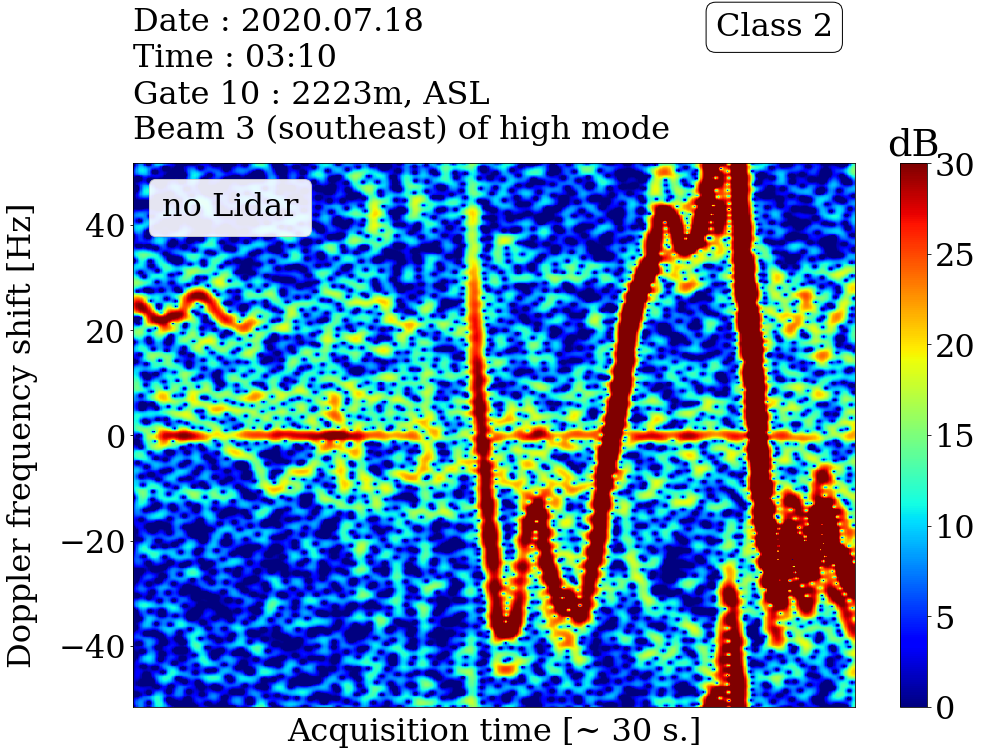 Date : 2020.07.18
Time : 03:10
Gate 10 : 2223m, ASL
Beam 3 (southeast) of high mode
Class 2
dB
no Lidar
Doppler frequency shift [Hz]
40
20
0
−20
−40
30
25
20
15
10
5
0
Acquisition time [~ 30 s.]